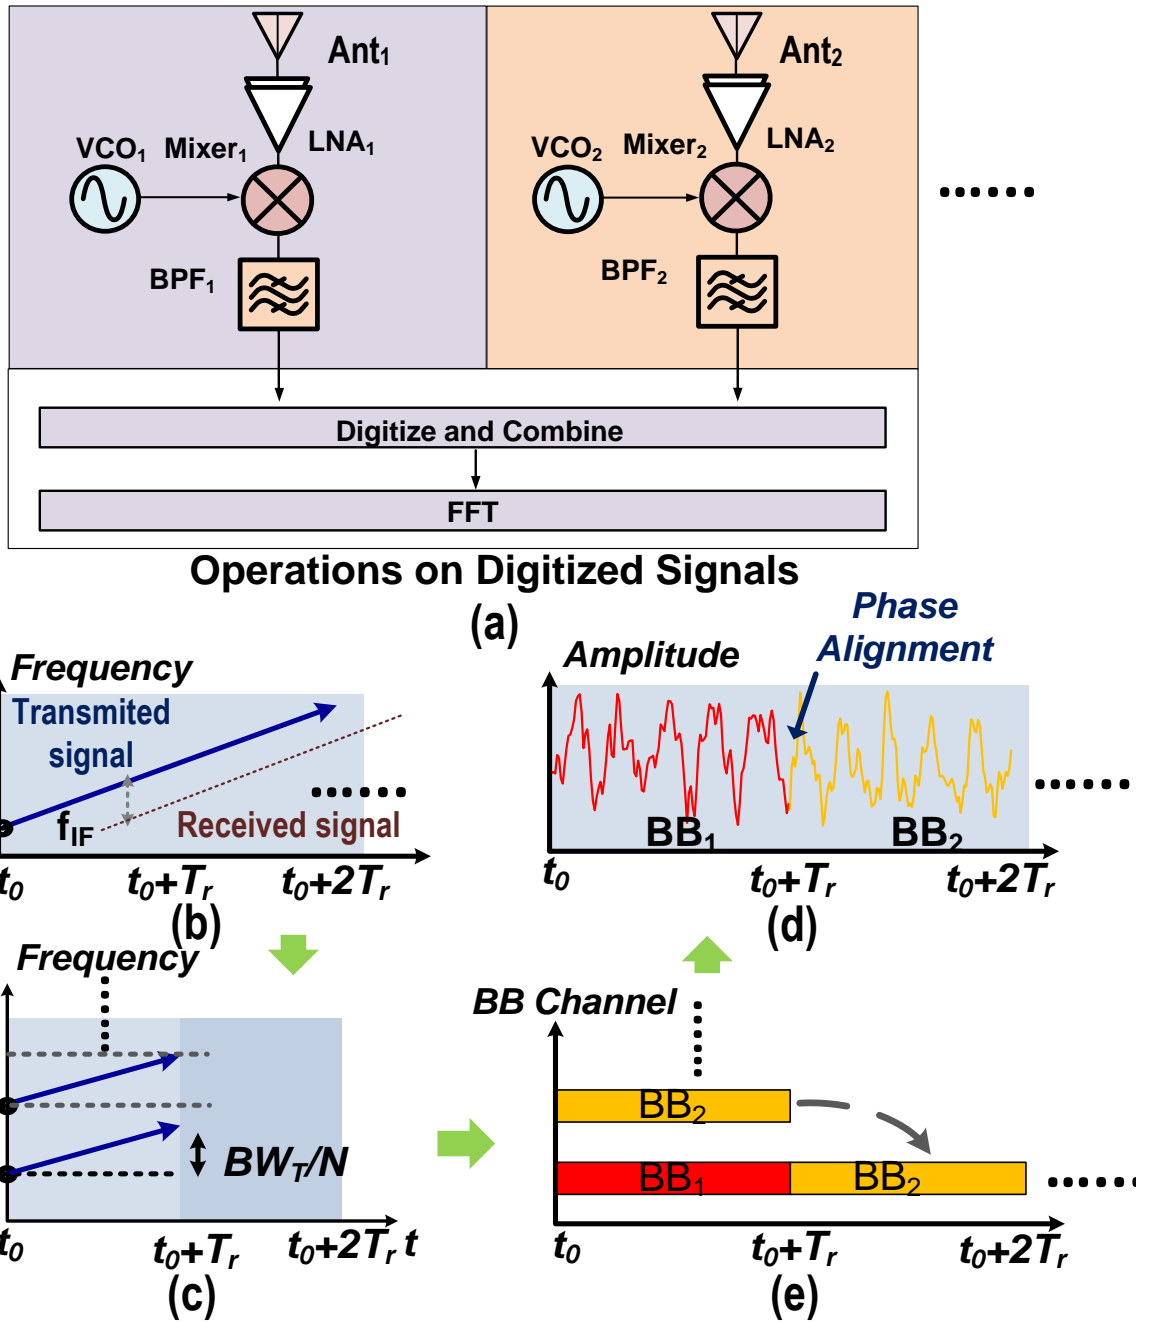 Ant1
Ant2
VCO1
Mixer1
LNA1
VCO2
Mixer2
LNA2
BPF1
BPF2
Digitize and Combine
FFT
Operations on Digitized Signals
(a)
Frequency
Transmited
signal
fIF
Received signal
t0
t0+Tr
t0+2Tr
(b)
Amplitude
Phase
Alignment
BB1
BB2
t0
t0+Tr
t0+2Tr
(d)
Frequency
BWT/N
t0
t0+Tr
t0+2Tr t
(c)
BB Channel
BB2
BB1
BB2
t0
t0+Tr
t0+2Tr
(e)